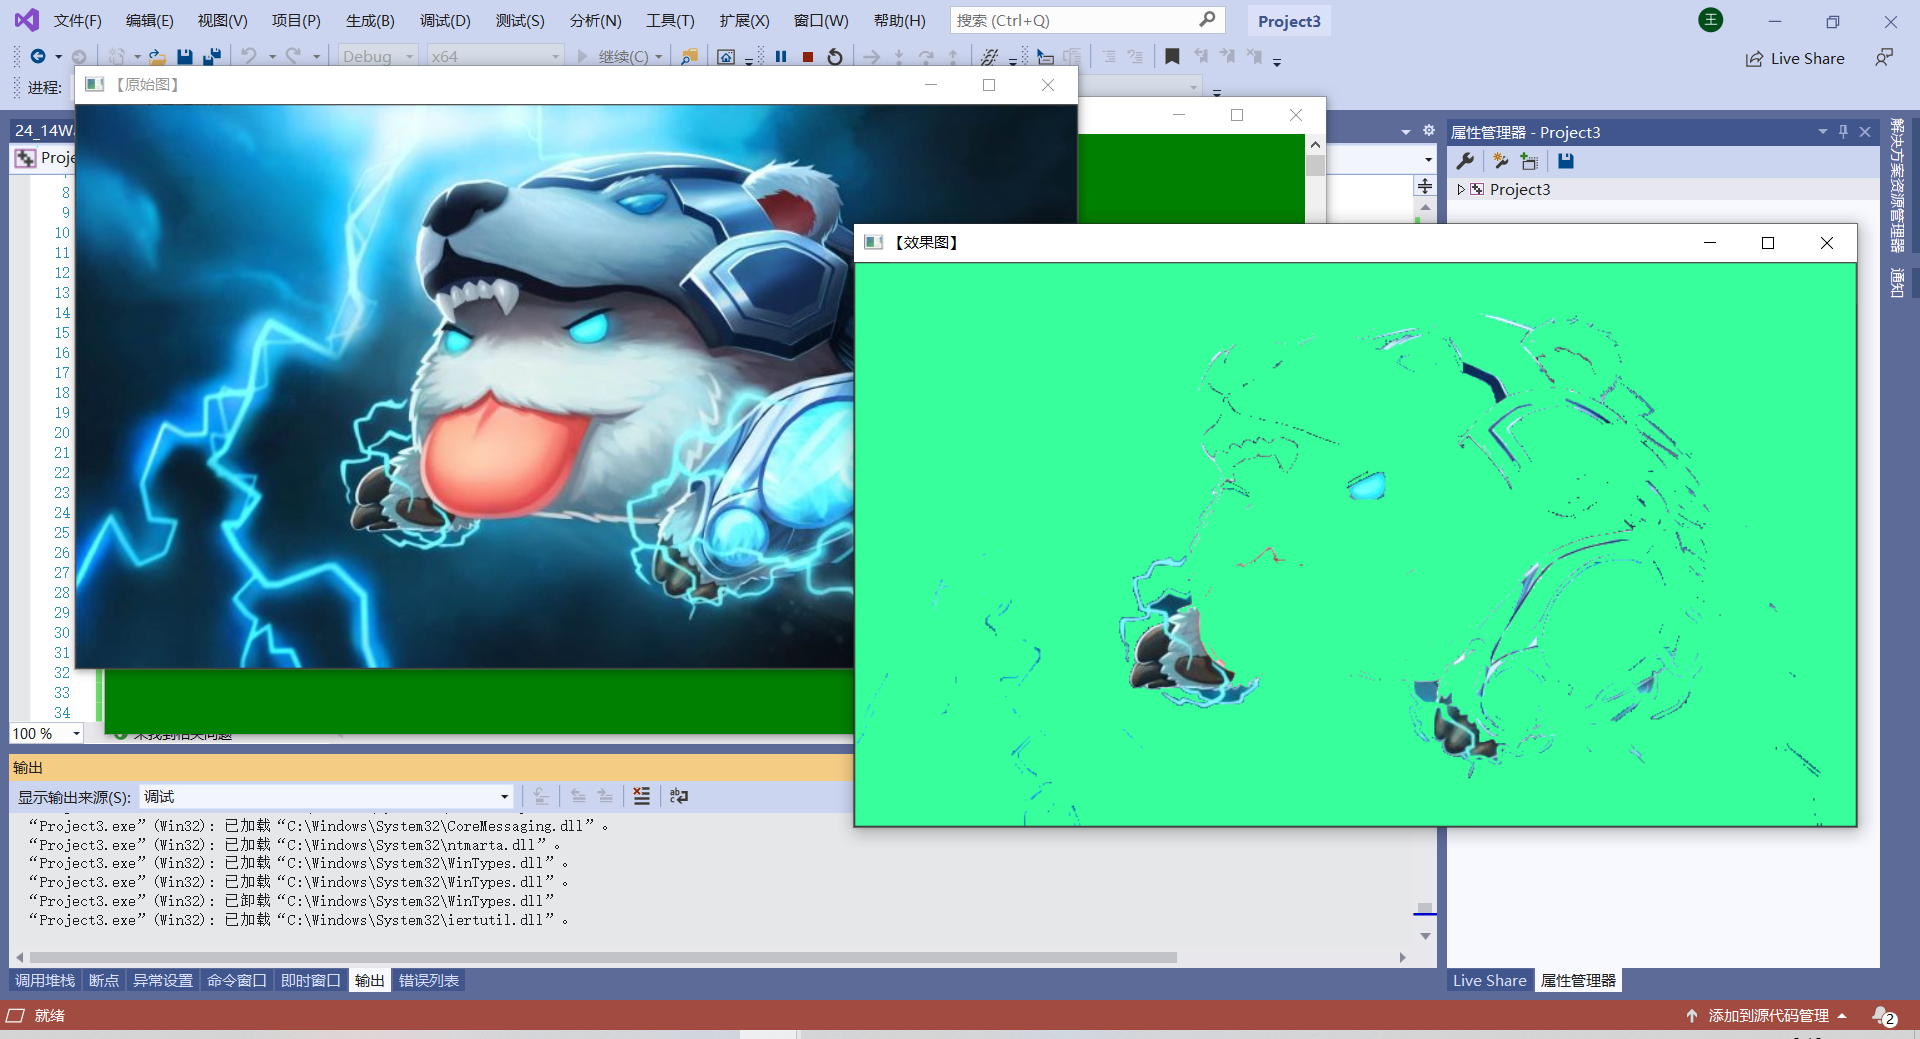 文件(F) 编辑(E) 视图(V) 项目(P) 生成(B) 调试(D) 测试(S) 分析(N) 工具(T) 扩展(X) 窗口(W) 帮助(H) 搜索 (Ctrl+Q) Project3 王
Debug x64 继续(C) Live Share
进程:
【原始图】
24_14W
Proje
属性管理器 - Project3
Project3
解决方案资源管理器
通知
【效果图】
8
9
10
11
12
13
14
15
16
17
18
19
20
21
22
23
24
25
26
27
28
29
30
31
32
33
34
100 % 未找到相关问题
输出
显示输出来源(S): 调试
“Project3.exe”(Win32): 已加载“C:\Windows\System32\CoreMessaging.dll”。
“Project3.exe”(Win32): 已加载“C:\Windows\System32\ntmarta.dll”。
“Project3.exe”(Win32): 已加载“C:\Windows\System32\WinTypes.dll”。
“Project3.exe”(Win32): 已加载“C:\Windows\System32\WinTypes.dll”。
“Project3.exe”(Win32): 已卸载“C:\Windows\System32\WinTypes.dll”
“Project3.exe”(Win32): 已加载“C:\Windows\System32\iertutil.dll”。
调用堆栈 断点 异常设置 命令窗口 即时窗口 输出 错误列表
Live Share 属性管理器
就绪 添加到源代码管理 2